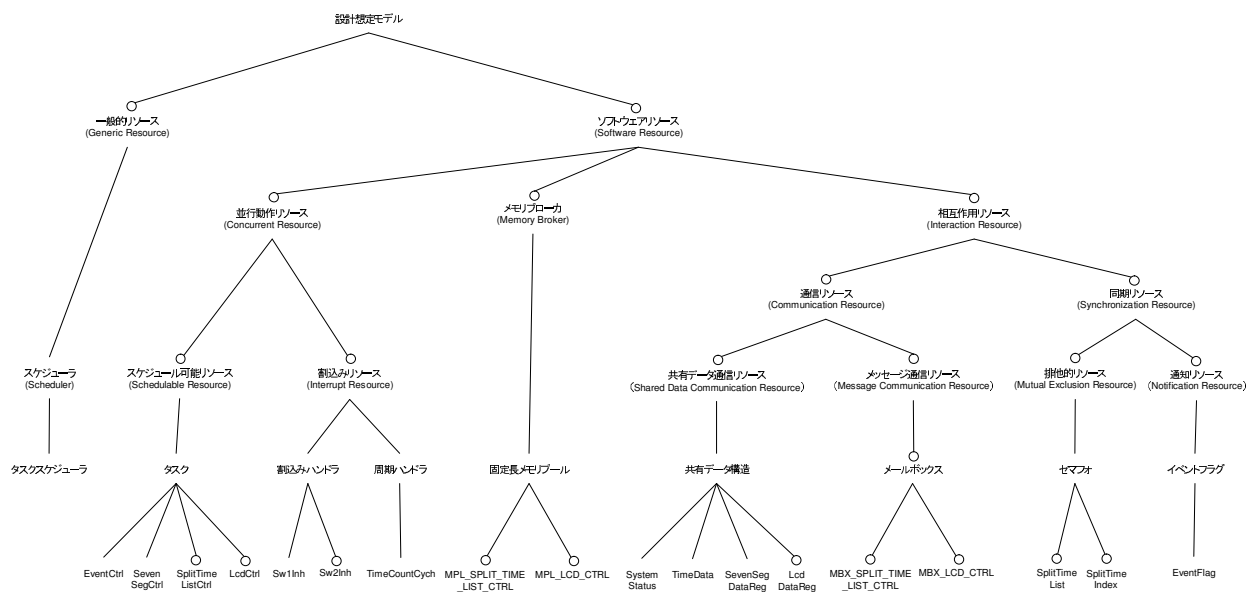 設計想定モデル
一般的リソース
(Generic Resource)
ソフトウェアリソース
(Software Resource)
並行動作リソース
(Concurrent Resource)
メモリブローカ
(Memory Broker)
相互作用リソース
(Interaction Resource)
通信リソース
(Communication Resource)
同期リソース
(Synchronization Resource)
スケジューラ
(Scheduler)
スケジュール可能リソース
(Schedulable Resource)
割込みリソース
(Interrupt Resource)
共有データ通信リソース
(Shared Data Communication Resource)
メッセージ通信リソース
(Message Communication Resource)
排他的リソース
(Mutual Exclusion Resource)
通知リソース
(Notification Resource)
タスクスケジューラ
タスク
割込みハンドラ
周期ハンドラ
固定長メモリプール
共有データ構造
メールボックス
セマフォ
イベントフラグ
EventCtrl
Seven
SegCtrl
SplitTime
ListCtrl
LcdCtrl
Sw1Inh
Sw2Inh
TimeCountCych
MPL_SPLIT_TIME
_LIST_CTRL
MPL_LCD_CTRL
System
Status
TimeData
SevenSeg
DataReg
Lcd
DataReg
MBX_SPLIT_TIME
_LIST_CTRL
MBX_LCD_CTRL
SplitTime
List
SplitTime
Index
EventFlag